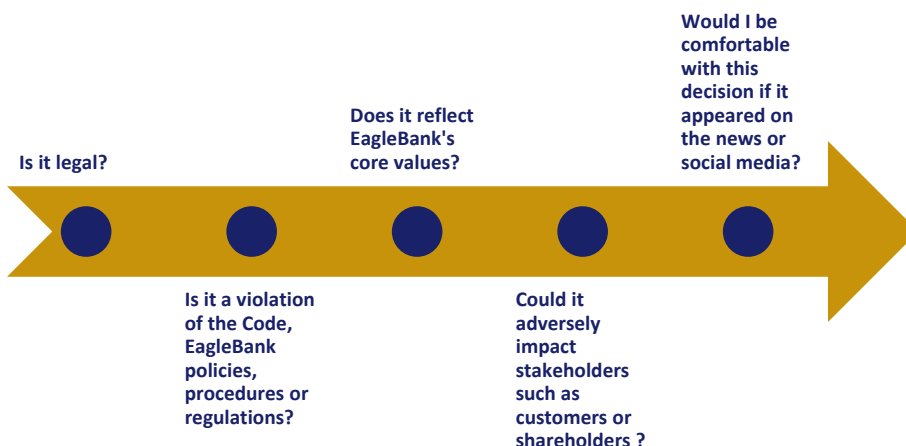 Is it legal?
Is it a violation
of the Code,
EagleBank
policies,
procedures or
regulations?
Does it reflect
EagleBank's
core values?
Could it
adversely
impact
stakeholders
such as
customers or
shareholders ?
Would I be
comfortable
with this
decision if it
appeared on
the news or
social media?